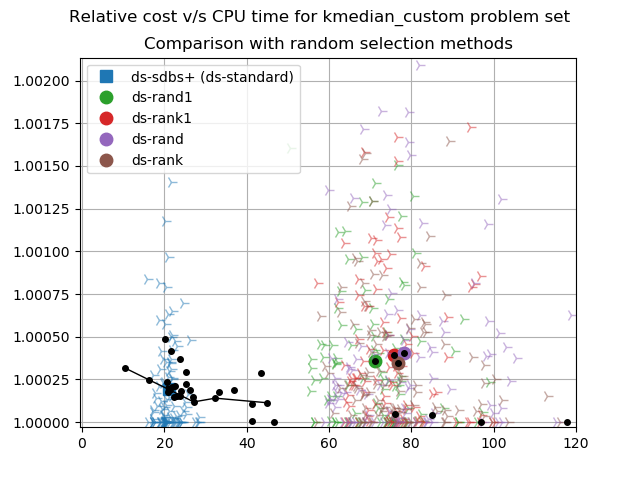 Relative cost v/s CPU time for kmedian_custom problem set
Comparison with random selection methods
ds-sdbs+ (ds-standard)
ds-rand1
ds-rank1
ds-rand
ds-rank
1.00200
1.00175
1.00150
1.00125
1.00100
1.00075
1.00050
1.00025
1.00000
0 20 40 60 80 100 120